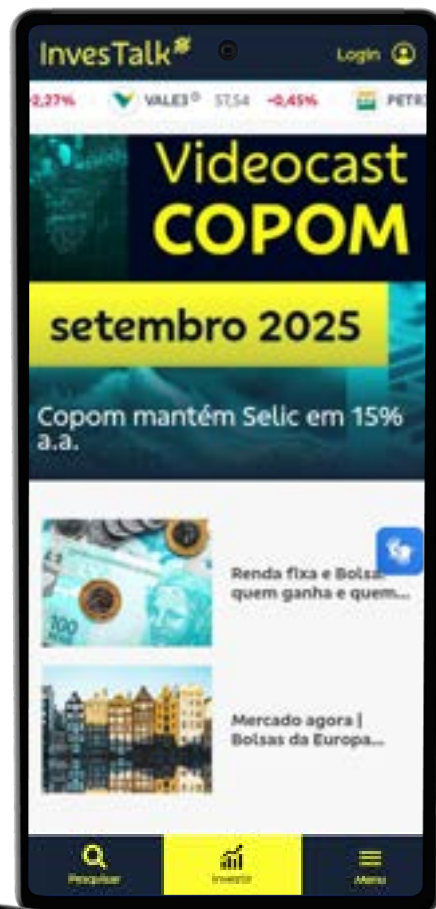 InvesTalk
Login
2,27% VALE3 57,54 -0,45% PETR
Videocast
COPOM
setembro 2025
Copom mantém Selic em 15%
a.a.
Renda fixa e Bolsa:
quem ganha e quem...
100
Mercado agora |
Bolsas da Europa...
Pesquisar
Investir
Menu